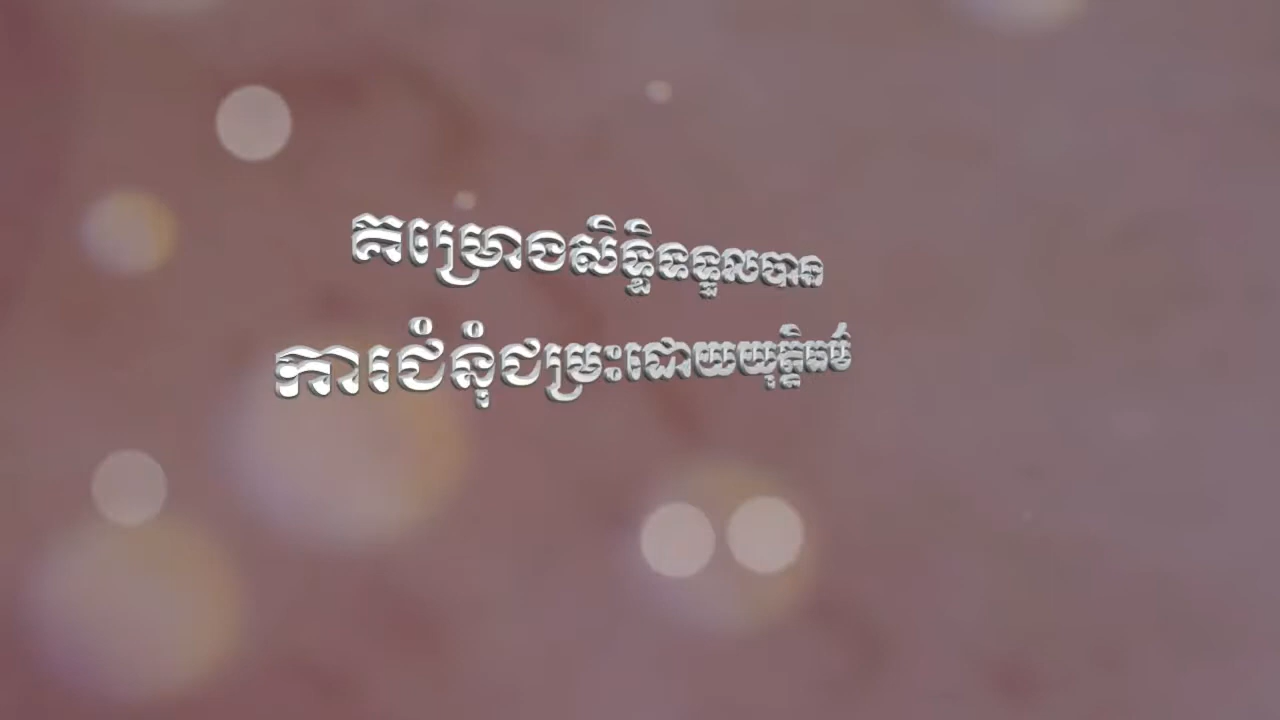 គម្រោងសិទ្ធិទទួលបាន
ការជំនុំជម្រះដោយយុត្តិធម៌